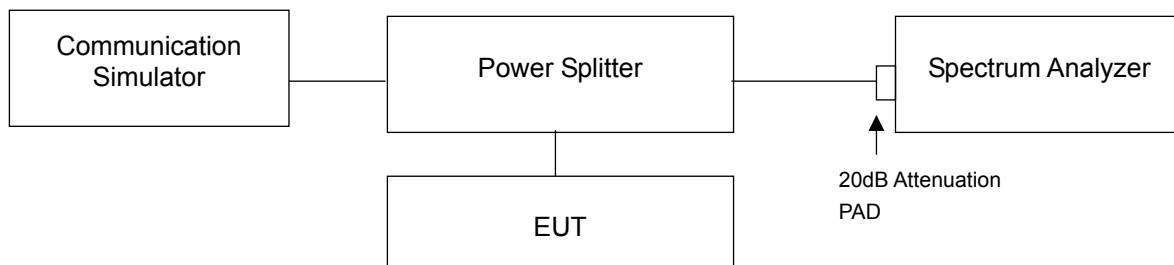 Communication
Simulator
Power Splitter
Spectrum Analyzer
20dB Attenuation
PAD
EUT